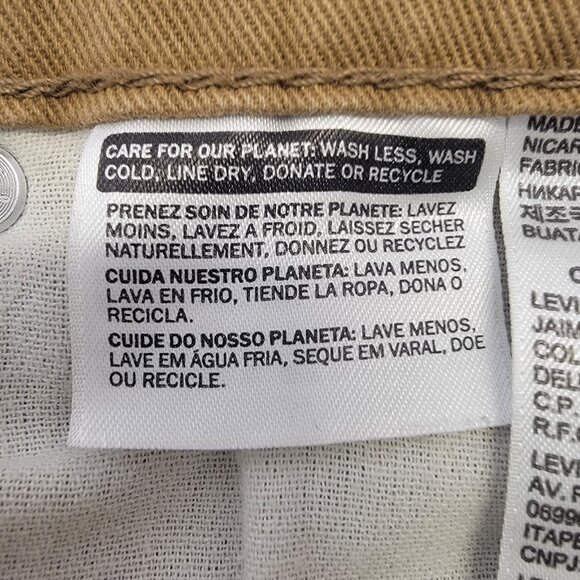 CARE FOR OUR PLANET: WASH LESS, WASH
COLD, LINE DRY, DONATE OR RECYCLE
PRENEZ SOIN DE NOTRE PLANETE: LAVEZ
MOINS, LAVEZ A FROID, LAISSEZ SECHER
NATURELLEMENT, DONNEZ OU RECYCLEZ
CUIDA NUESTRO PLANETA: LAVA MENOS,
LAVA EN FRIO, TIENDE LA ROPA, DONA O
RECICLA.
CUIDE DO NOSSO PLANETA: LAVE MENOS,
LAVE EM ÁGUA FRIA, SEQUE EM VARAL, DOE
OU RECICLE.
MADE
NICAR
FABRIC
НИКАР
제조국
BUATA
LEVI
JAIM
COL
DEL
C.P.
R.F.C
LEVI
AV. P
0699
ITAPE
CNPJ